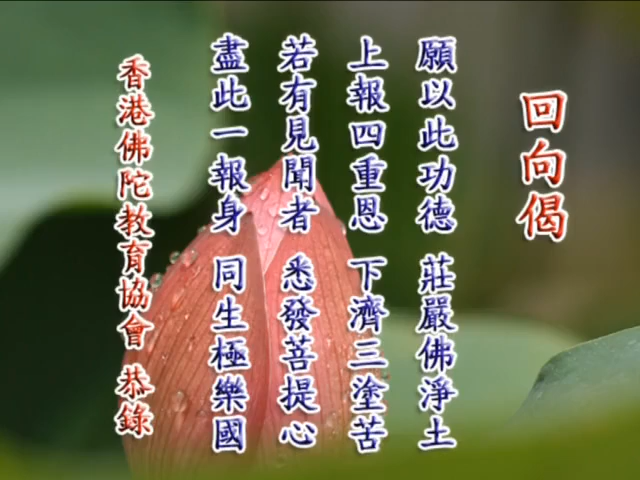 回向偈
願以此功德 莊嚴佛淨土
上報四重恩 下濟三塗苦
若有見聞者 悉發菩提心
盡此一報身 同生極樂國
香港佛陀教育協會 恭錄